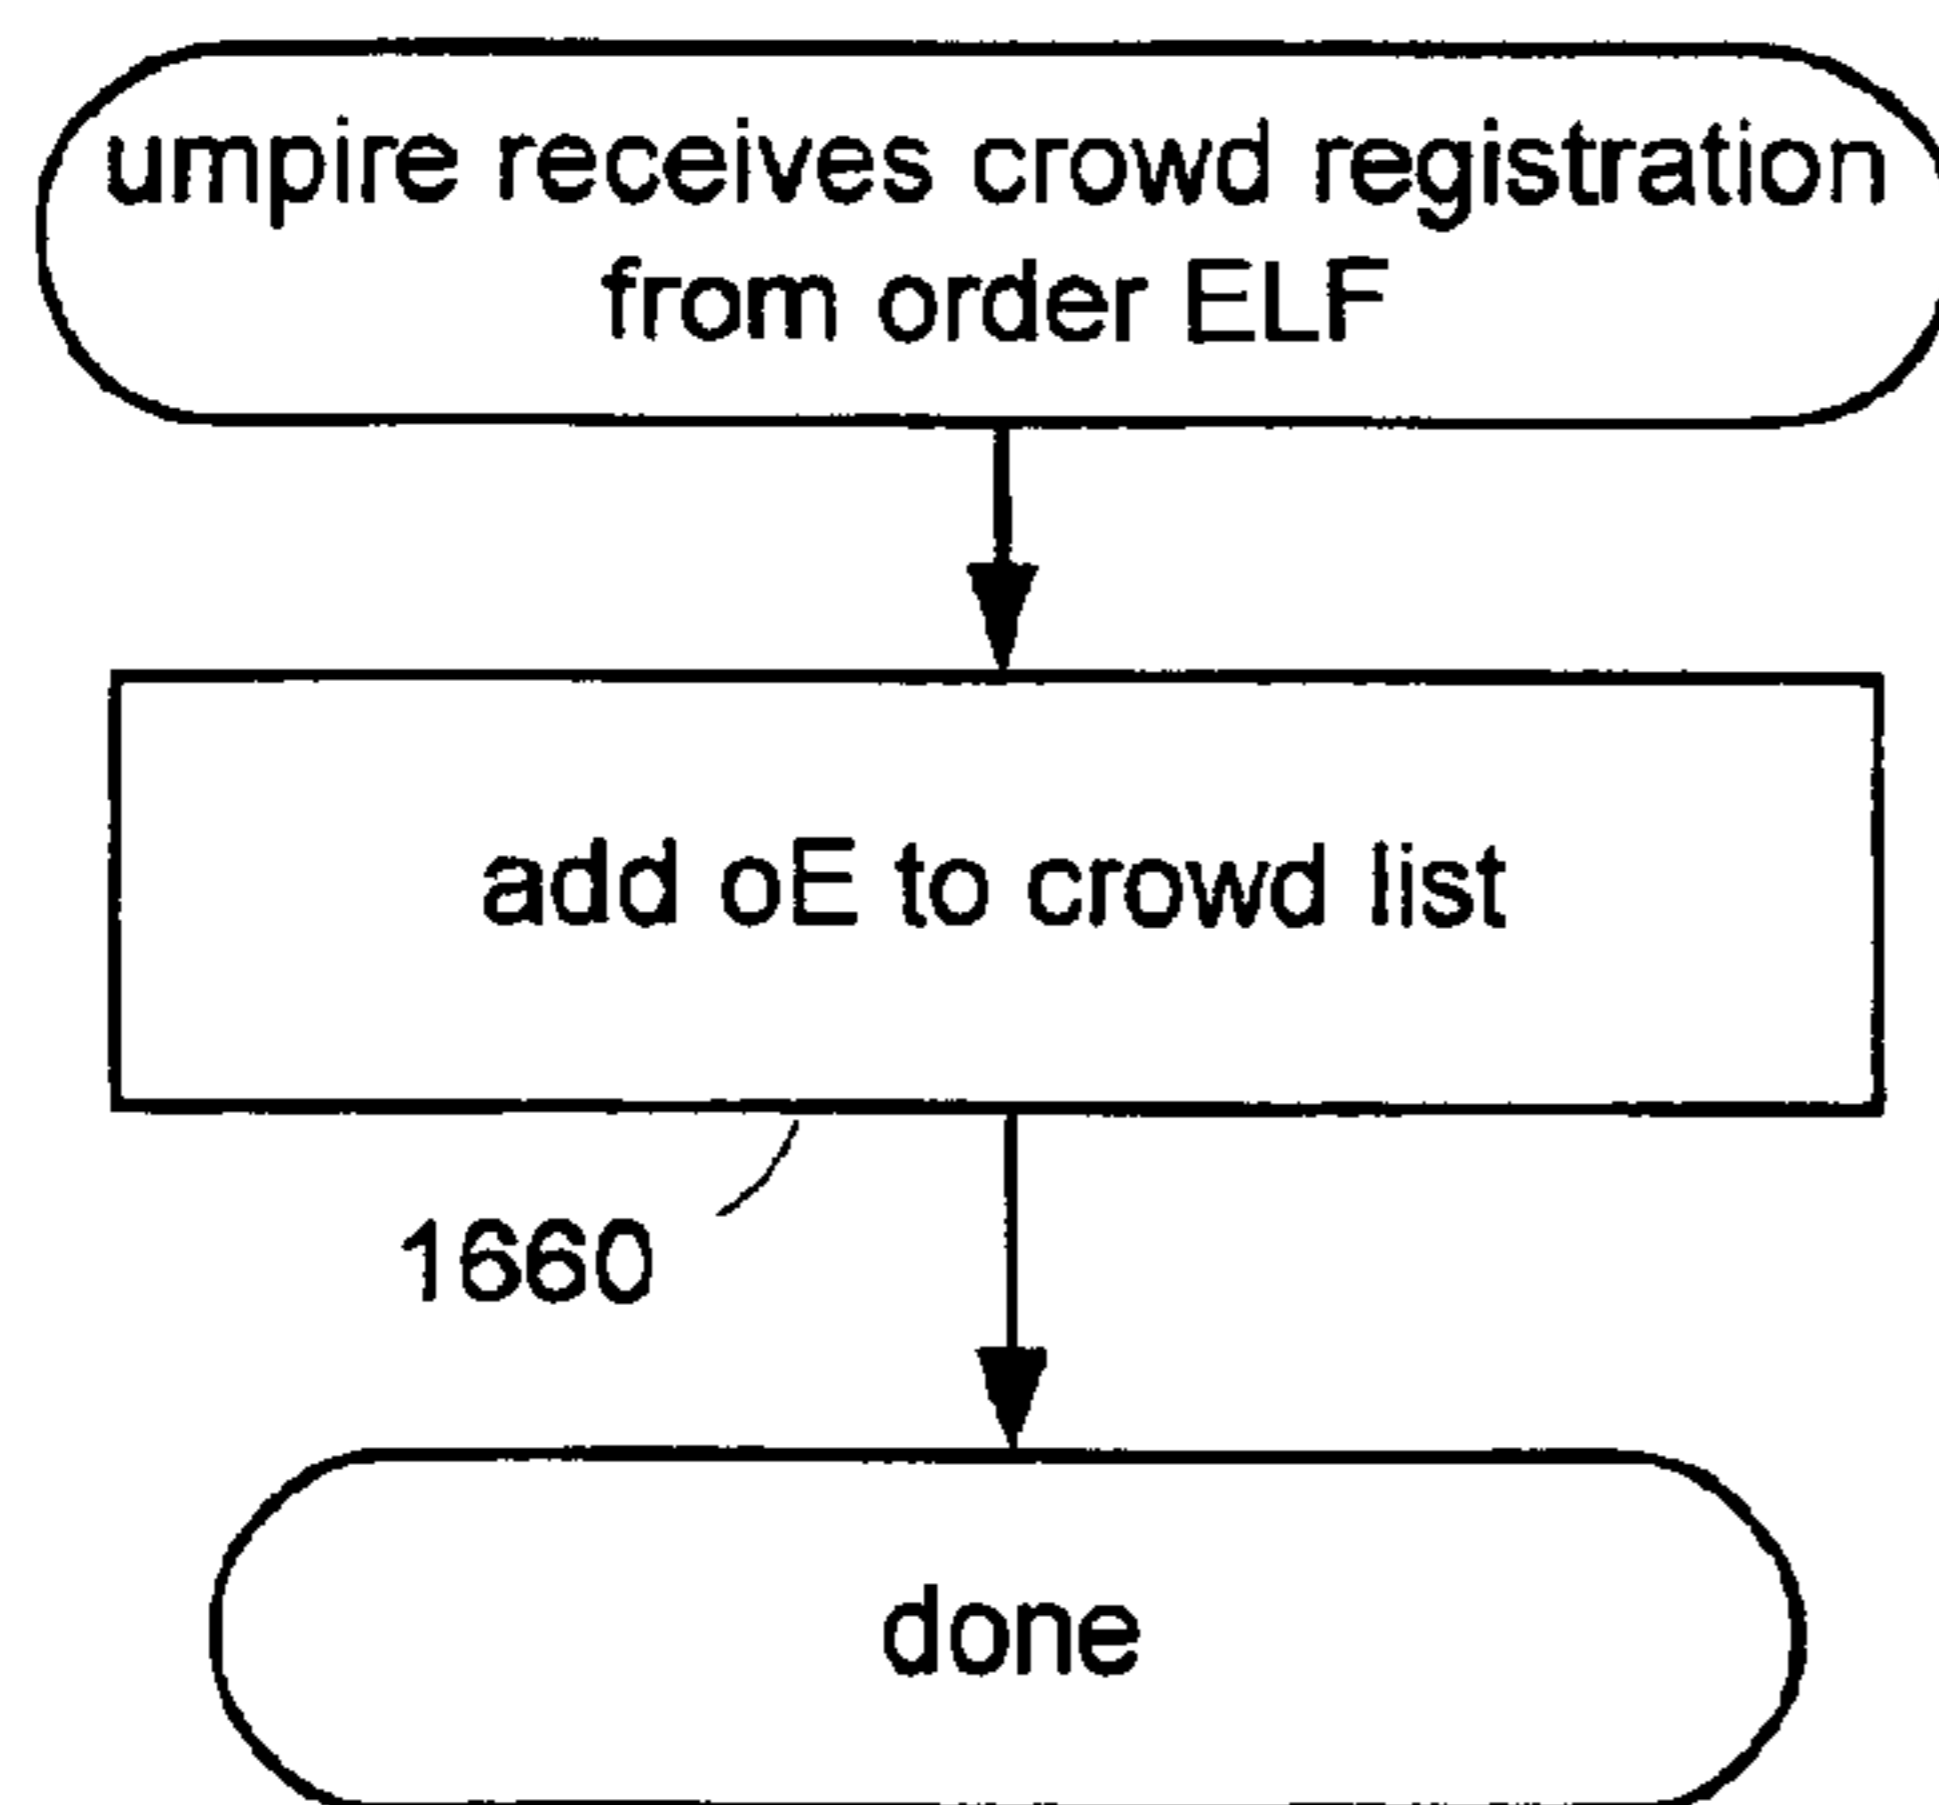 umpire receives crowd registration
from order ELF
add oE to crowd list
1660
done